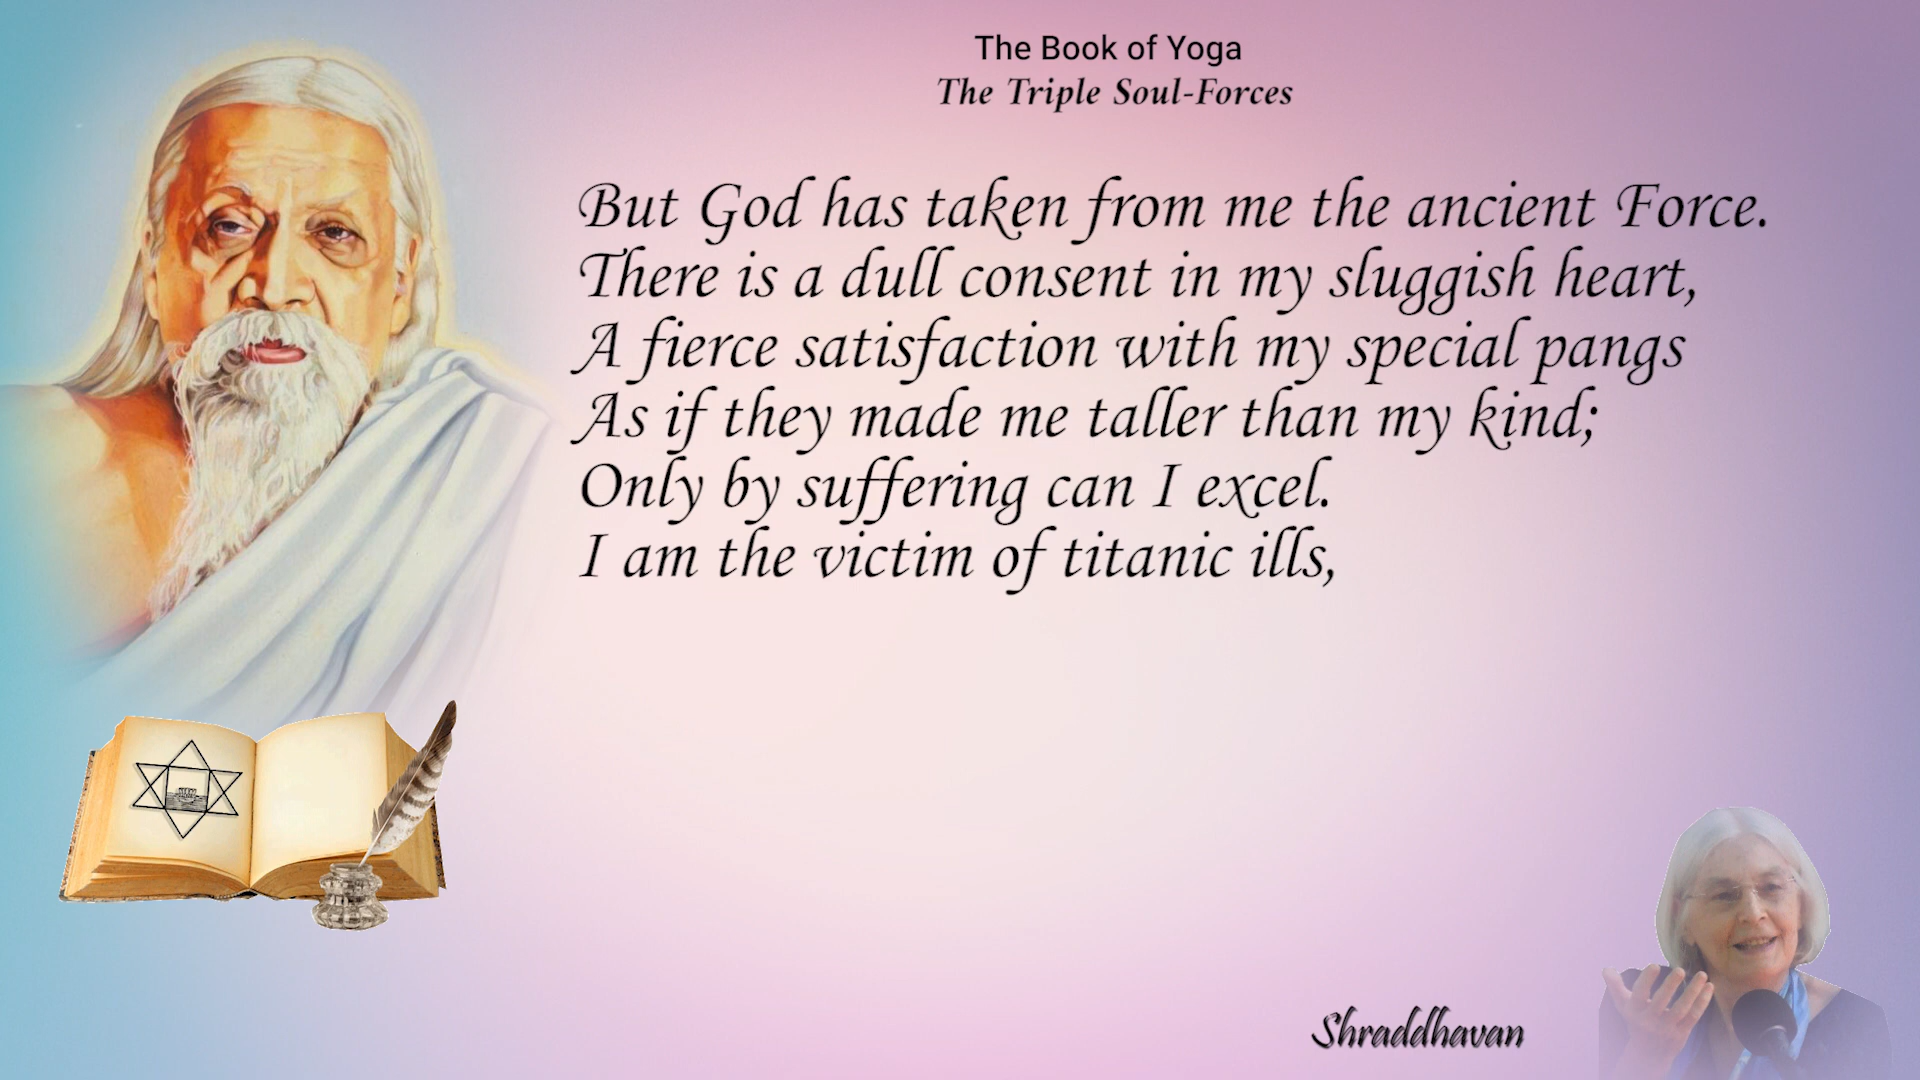 The Book of Yoga
The Triple Soul-Forces
But God has taken from me the ancient Force.
There is a dull consent in my sluggish heart,
A fierce satisfaction with my special pangs
As if they made me taller than my kind;
Only by suffering can I excel.
I am the victim of titanic ills,
Shraddhavan